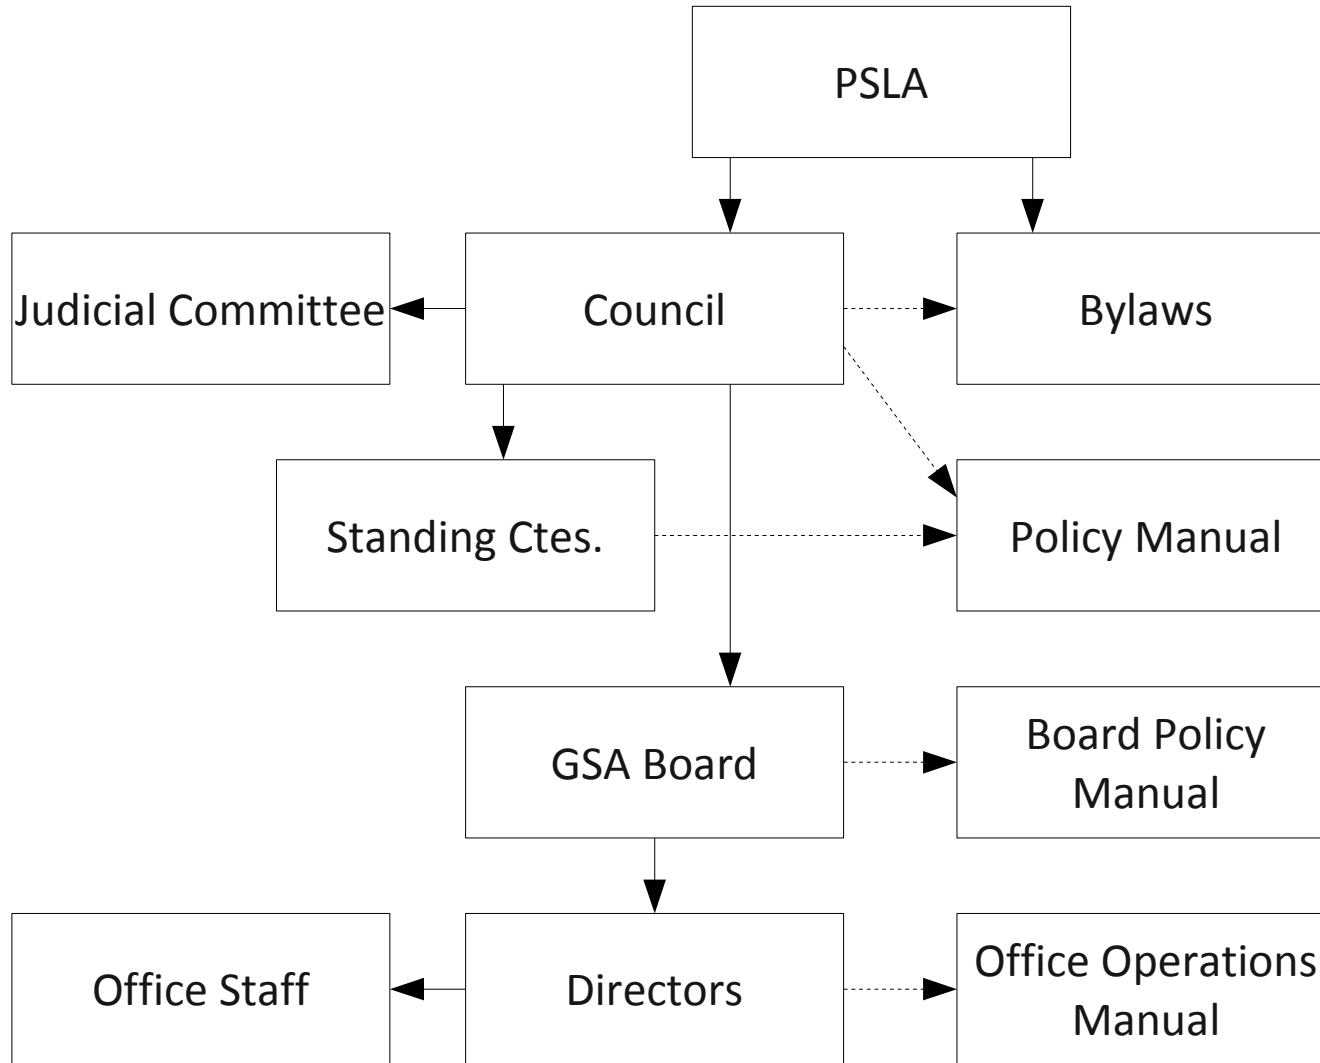 PSLA
Judicial Committee
Council
Bylaws
Standing Ctes.
Policy Manual
GSA Board
Board Policy
Manual
Office Staff
Directors
Office Operations
Manual